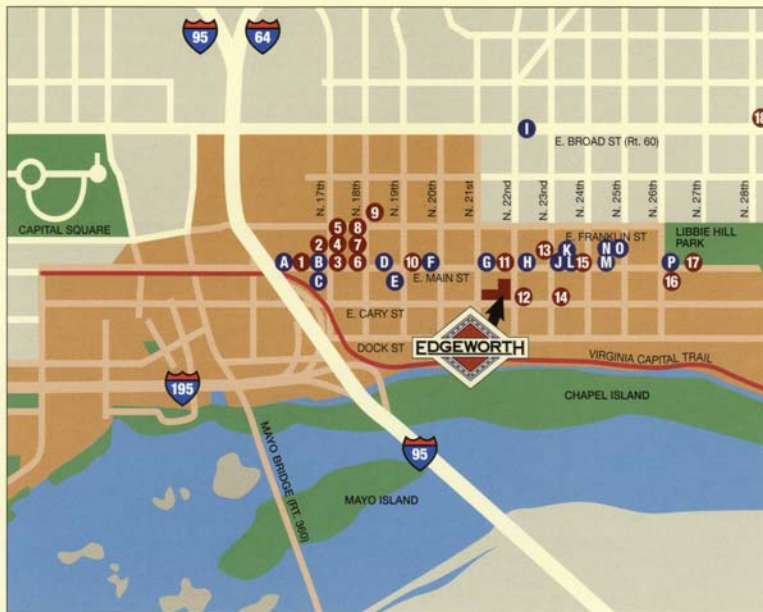 95
64
I
18
E. BROAD ST (Rt. 60)
N. 17th
N. 18th
N. 19th
N. 20th
N. 21st
N. 22nd
N. 23rd
N. 24th
N. 25th
N. 26th
N. 27th
N. 28th
CAPITAL SQUARE
9
5
8
E. FRANKLIN ST
LIBBIE HILL
PARK
2
4
7
13
K
N
O
A
1
B
3
6
D
10
F
G
11
H
J
L
15
M
P
17
C
E
E. MAIN ST
16
12
14
E. CARY ST
DOCK ST
EDGEWORTH
VIRGINIA CAPITAL TRAIL
195
CHAPEL ISLAND
MAYO BRIDGE (RT. 360)
95
MAYO ISLAND